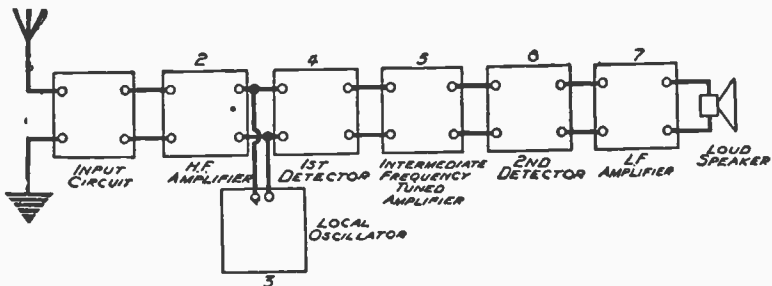 2
4
5
6
7
INPUT
CIRCUIT
H.F.
AMPLIFIER
1ST
DETECTOR
INTERMEDIATE
FREQUENCY
TUNED
AMPLIFIER
2ND
DETECTOR
L.F.
AMPLIFIER
LOUD
SPEAKER
LOCAL
OSCILLATOR
3